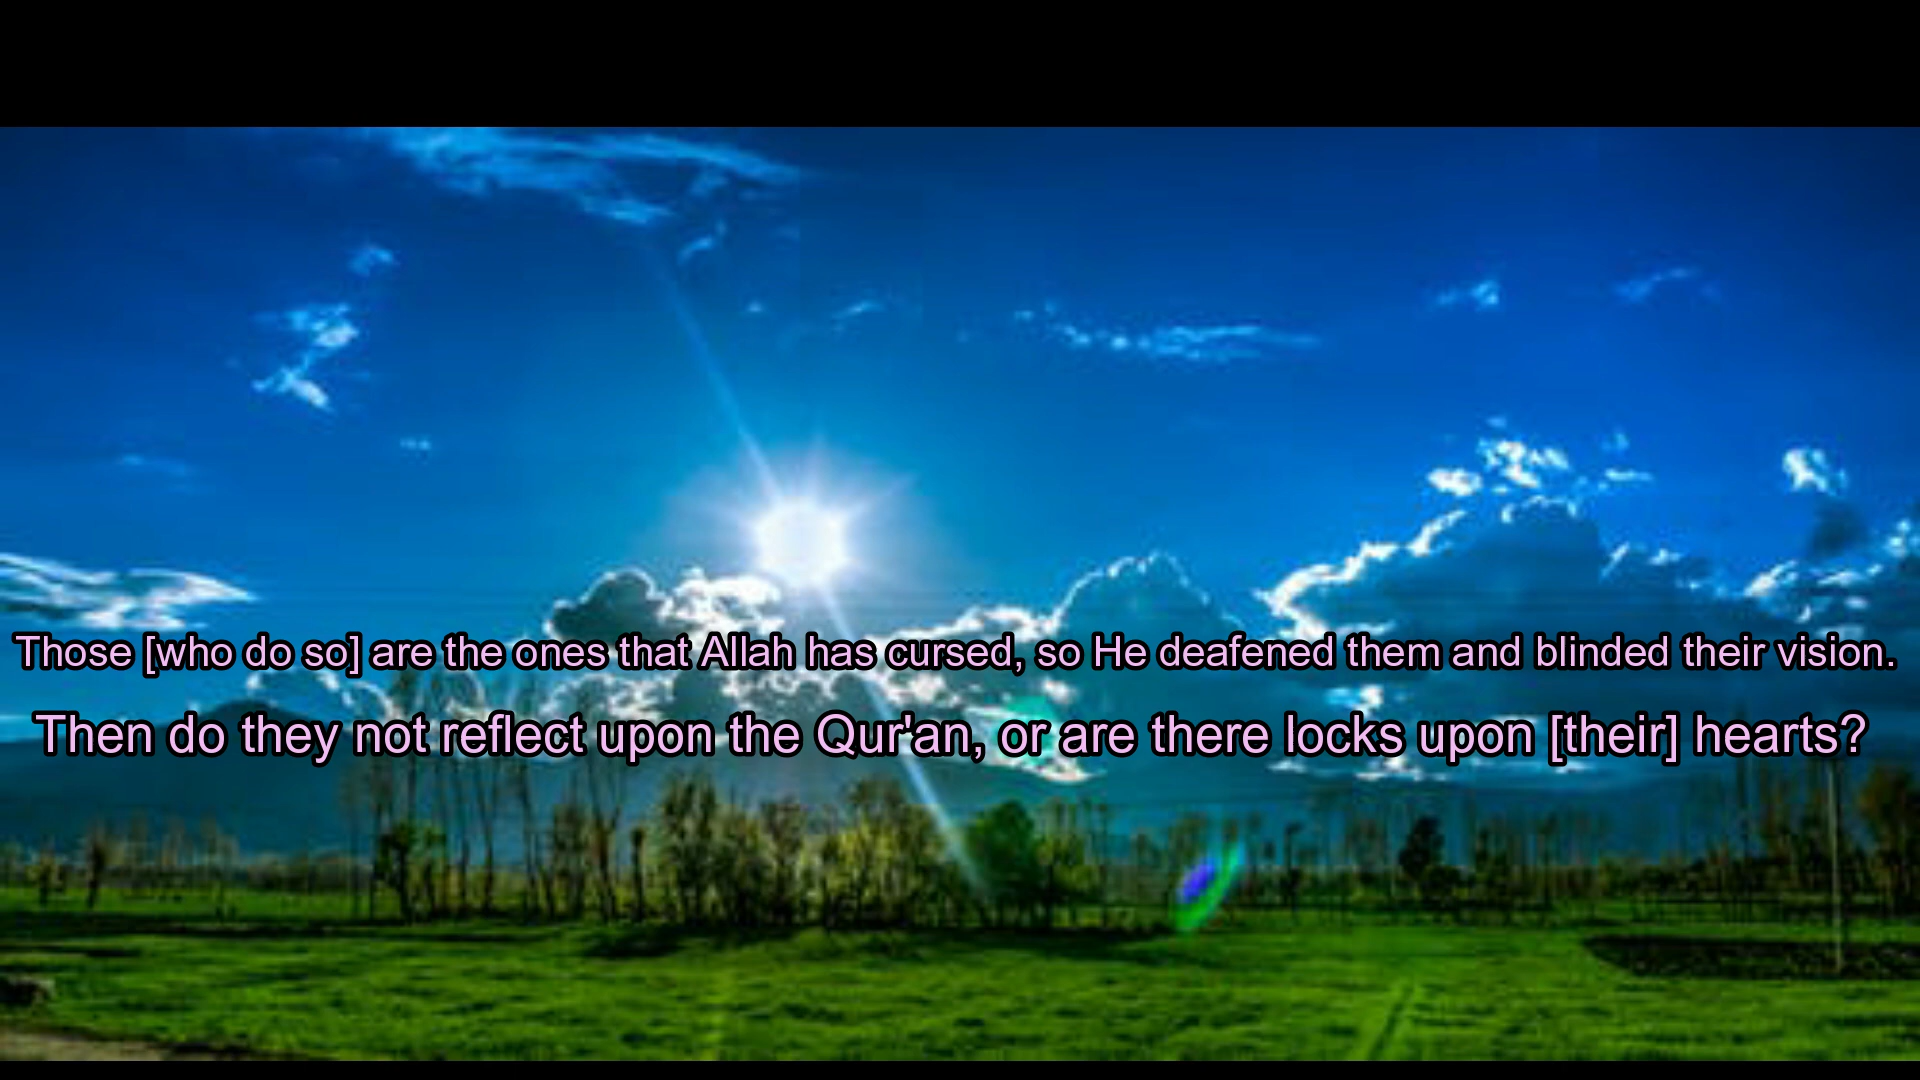 Those [who do so] are the ones that Allah has cursed, so He deafened them and blinded their vision.
Then do they not reflect upon the Qur'an, or are there locks upon [their] hearts?